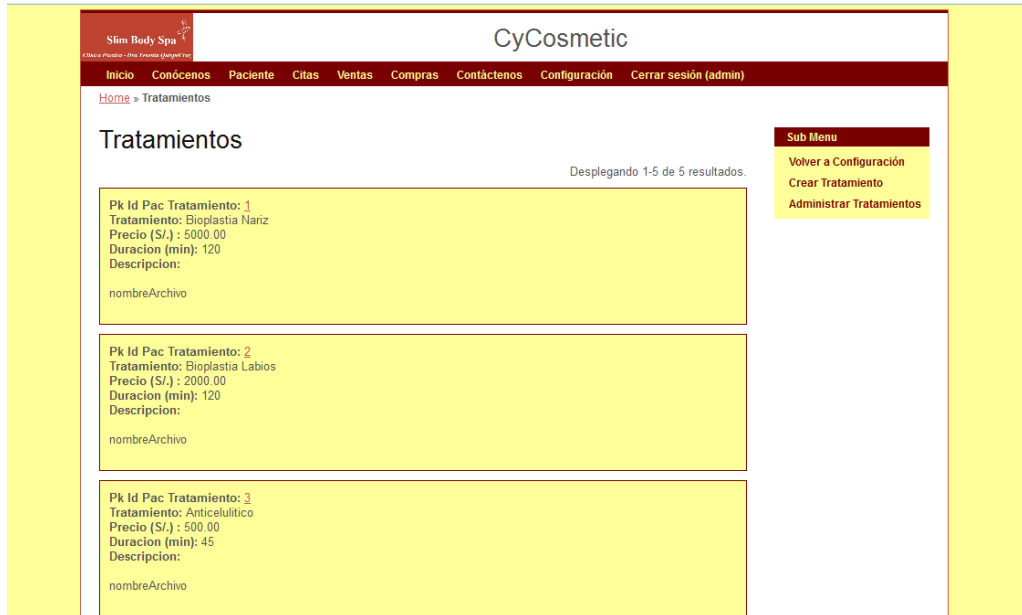 Slim Body Spa
CyCosmetic
Inicio Conócenos Paciente Citas Ventas Compras Contáctenos Configuración Cerrar sesión (admin)
Home » Tratamientos
Tratamientos
Desplegando 1-5 de 5 resultados.
Pk Id Pac Tratamiento: 1
Tratamiento: Bioplastia Nariz
Precio (S/.) : 5000.00
Duracion (min): 120
Descripcion:
nombreArchivo
Pk Id Pac Tratamiento: 2
Tratamiento: Bioplastia Labios
Precio (S/.) : 2000.00
Duracion (min): 120
Descripcion:
nombreArchivo
Pk Id Pac Tratamiento: 3
Tratamiento: Anticelulitico
Precio (S/.) : 500.00
Duracion (min): 45
Descripcion:
nombreArchivo
Sub Menu
Volver a Configuración
Crear Tratamiento
Administrar Tratamientos